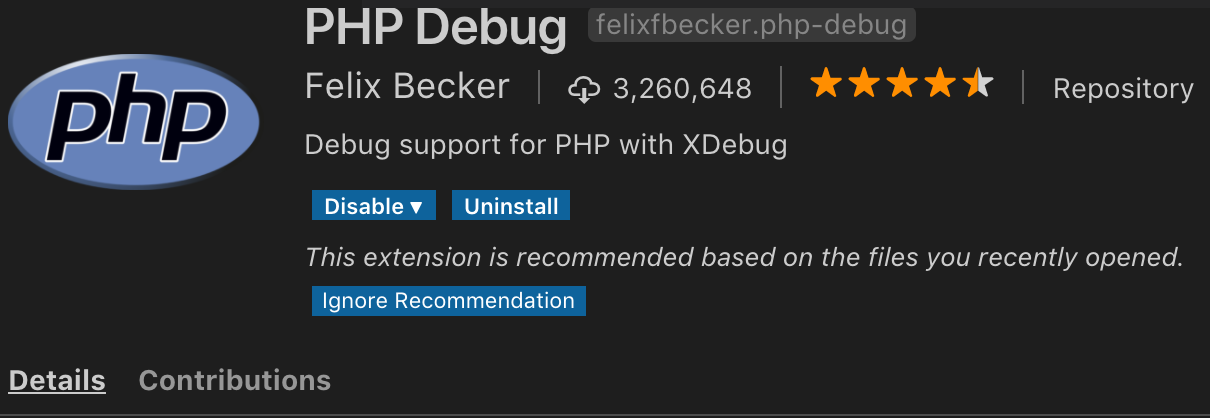 PHP Debug felixfbecker.php-debug
php
Felix Becker 3,260,648 Repository
Debug support for PHP with XDebug
Disable ▾ Uninstall
This extension is recommended based on the files you recently opened.
Ignore Recommendation
Details Contributions